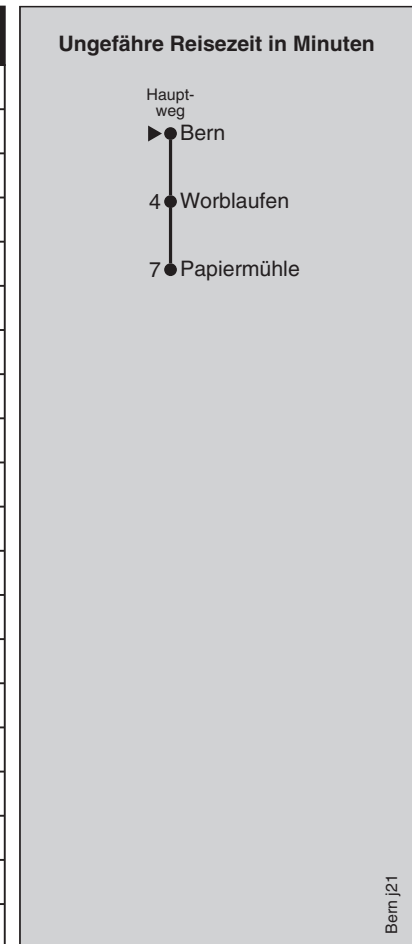 Ungefähre Reisezeit in Minuten
Haupt-
weg
Bern
4 Worblaufen
7 Papiermühle
Bern j21